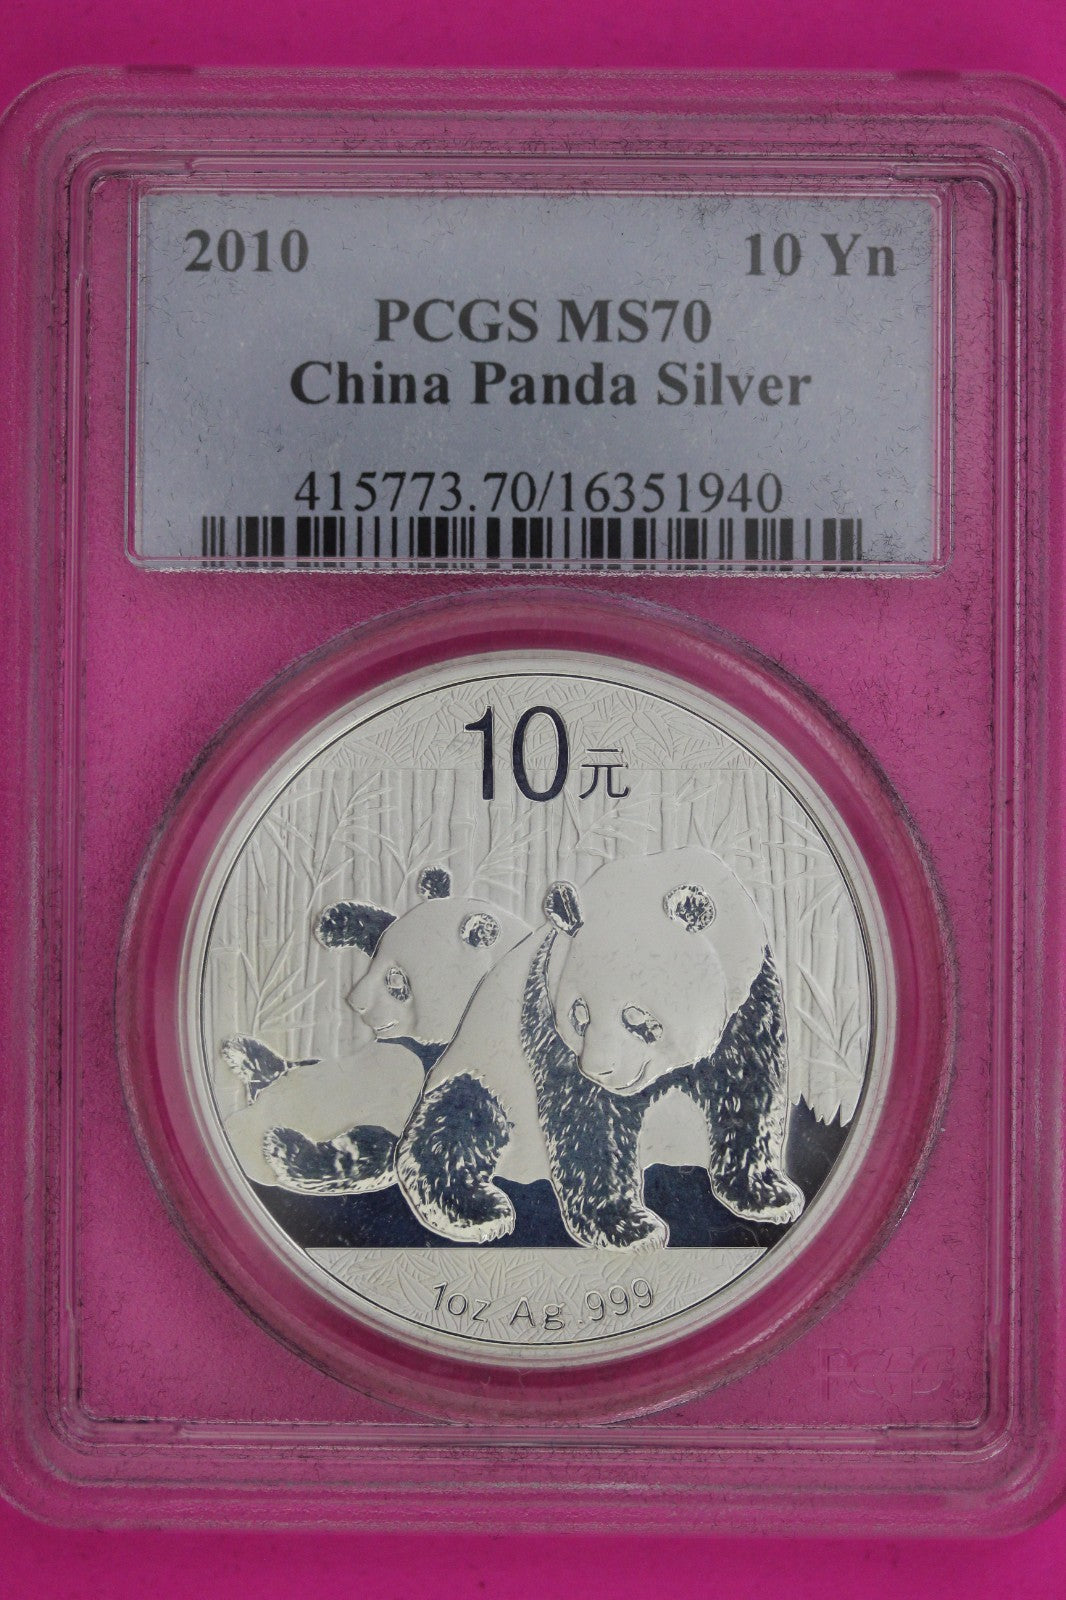 2010 10 Yn
PCGS MS70
China Panda Silver
415773.70/16351940
10元
1oz Ag.999
PCGS